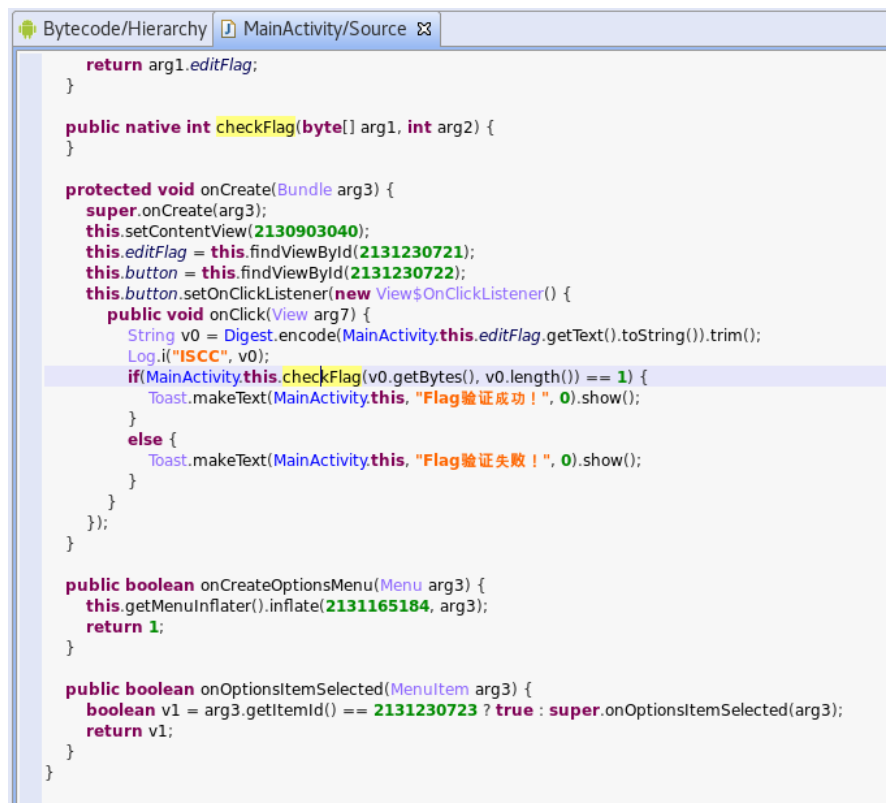 Bytecode/Hierarchy MainActivity/Source
return arg1.editFlag;
}
public native int checkFlag(byte[] arg1, int arg2) {
}
protected void onCreate(Bundle arg3) {
super.onCreate(arg3);
this.setContentView(2130903040);
this.editFlag = this.findViewById(2131230721);
this.button = this.findViewById(2131230722);
this.button.setOnClickListener(new View$OnClickListener() {
public void onClick(View arg7) {
String v0 = Digest.encode(MainActivity.this.editFlag.getText().toString()).trim();
Log.i("ISCC", v0);
if(MainActivity.this.checkFlag(v0.getBytes(), v0.length()) == 1) {
Toast.makeText(MainActivity.this, "Flag验证成功！", 0).show();
}
else {
Toast.makeText(MainActivity.this, "Flag验证失败！", 0).show();
}
}
});
}
public boolean onCreateOptionsMenu(Menu arg3) {
this.getMenuInflater().inflate(2131165184, arg3);
return 1;
}
public boolean onOptionsItemSelected(MenuItem arg3) {
boolean v1 = arg3.getItemId() == 2131230723 ? true : super.onOptionsItemSelected(arg3);
return v1;
}
}